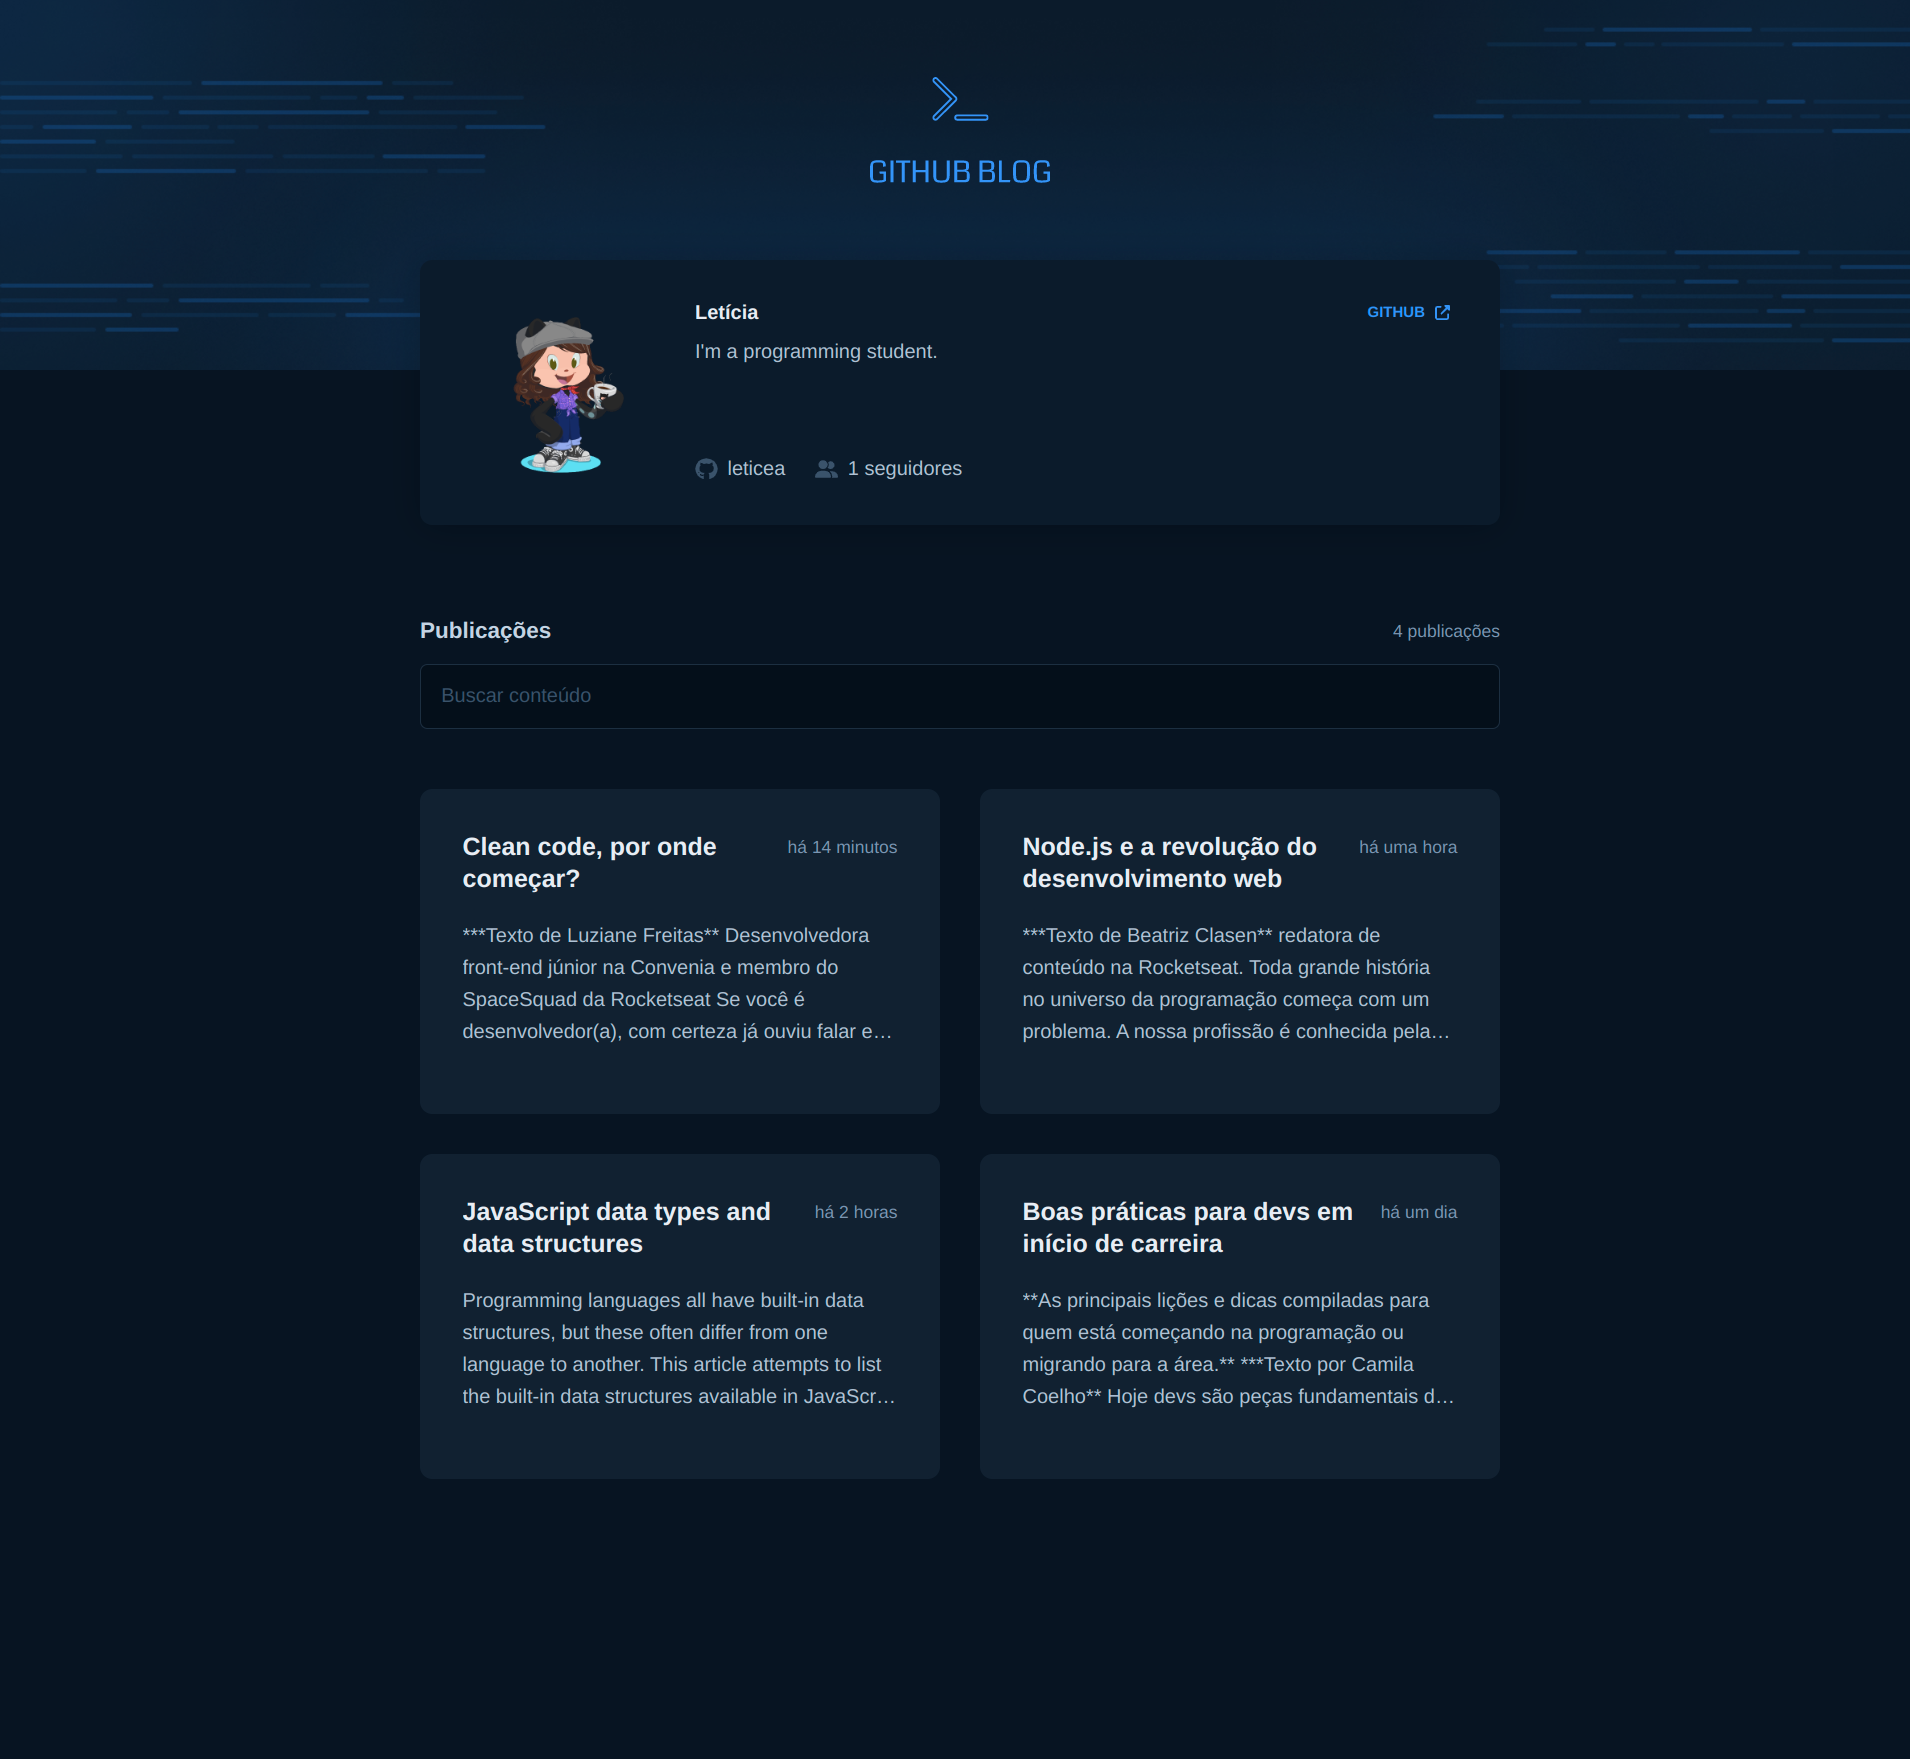 GITHUB BLOG
Letícia
GITHUB
I'm a programming student.
leticea
1 seguidores
Publicações
4 publicações
Buscar conteúdo
Clean code, por onde
começar?
há 14 minutos
***Texto de Luziane Freitas** Desenvolvedora
front-end júnior na Convenia e membro do
SpaceSquad da Rocketseat Se você é
desenvolvedor(a), com certeza já ouviu falar e…
Node.js e a revolução do
desenvolvimento web
há uma hora
***Texto de Beatriz Clasen** redatora de
conteúdo na Rocketseat. Toda grande história
no universo da programação começa com um
problema. A nossa profissão é conhecida pela…
JavaScript data types and
data structures
há 2 horas
Programming languages all have built-in data
structures, but these often differ from one
language to another. This article attempts to list
the built-in data structures available in JavaScr…
Boas práticas para devs em
início de carreira
há um dia
**As principais lições e dicas compiladas para
quem está começando na programação ou
migrando para a área.** ***Texto por Camila
Coelho** Hoje devs são peças fundamentais d…